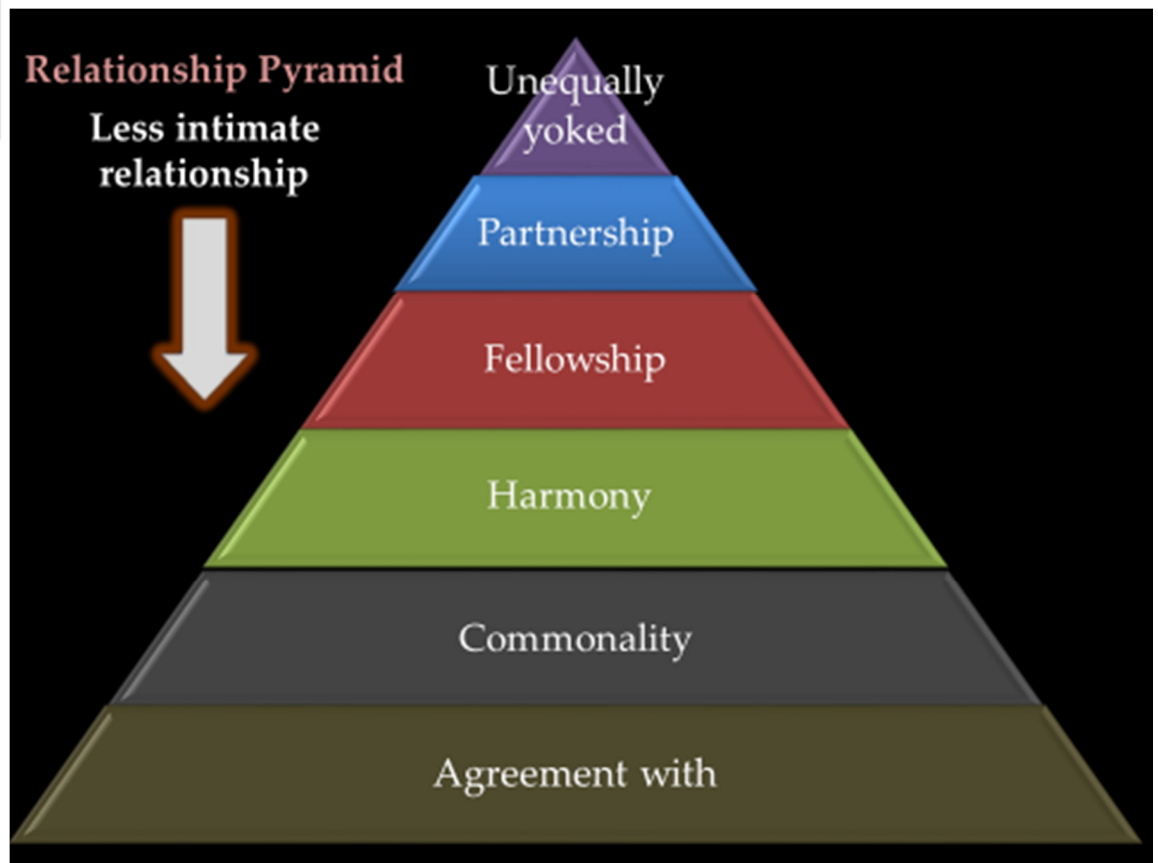 Relationship Pyramid
Less intimate
relationship
Unequally
yoked
Partnership
Fellowship
Harmony
Commonality
Agreement with